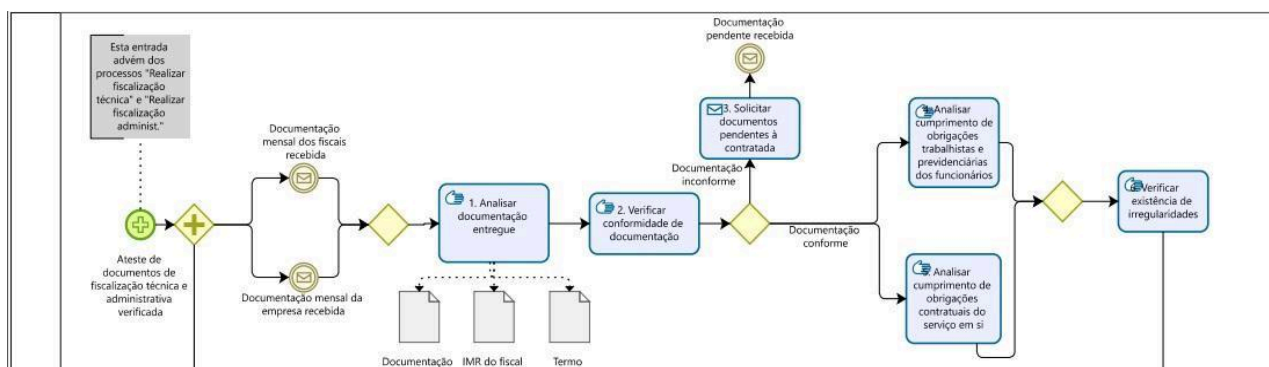 Esta entrada
advém dos
processos "Realizar
fiscalização
técnica" e "Realizar
fiscalização
administ."
Ateste de
documentos de
fiscalização técnica e
administrativa
verificada
Documentação
mensal dos fiscais
recebida
Documentação mensal da
empresa recebida
1. Analisar
documentação
entregue
Documentação
IMR do fiscal
Termo
2. Verificar
conformidade de
documentação
Documentação
inconforme
3. Solicitar
documentos
pendentes à
contratada
Documentação
pendente recebida
Documentação
conforme
4. Analisar
cumprimento de
obrigações
trabalhistas e
previdenciárias
dos funcionários
5. Analisar
cumprimento de
obrigações
contratuais do
serviço em si
6. Verificar
existência de
irregularidades